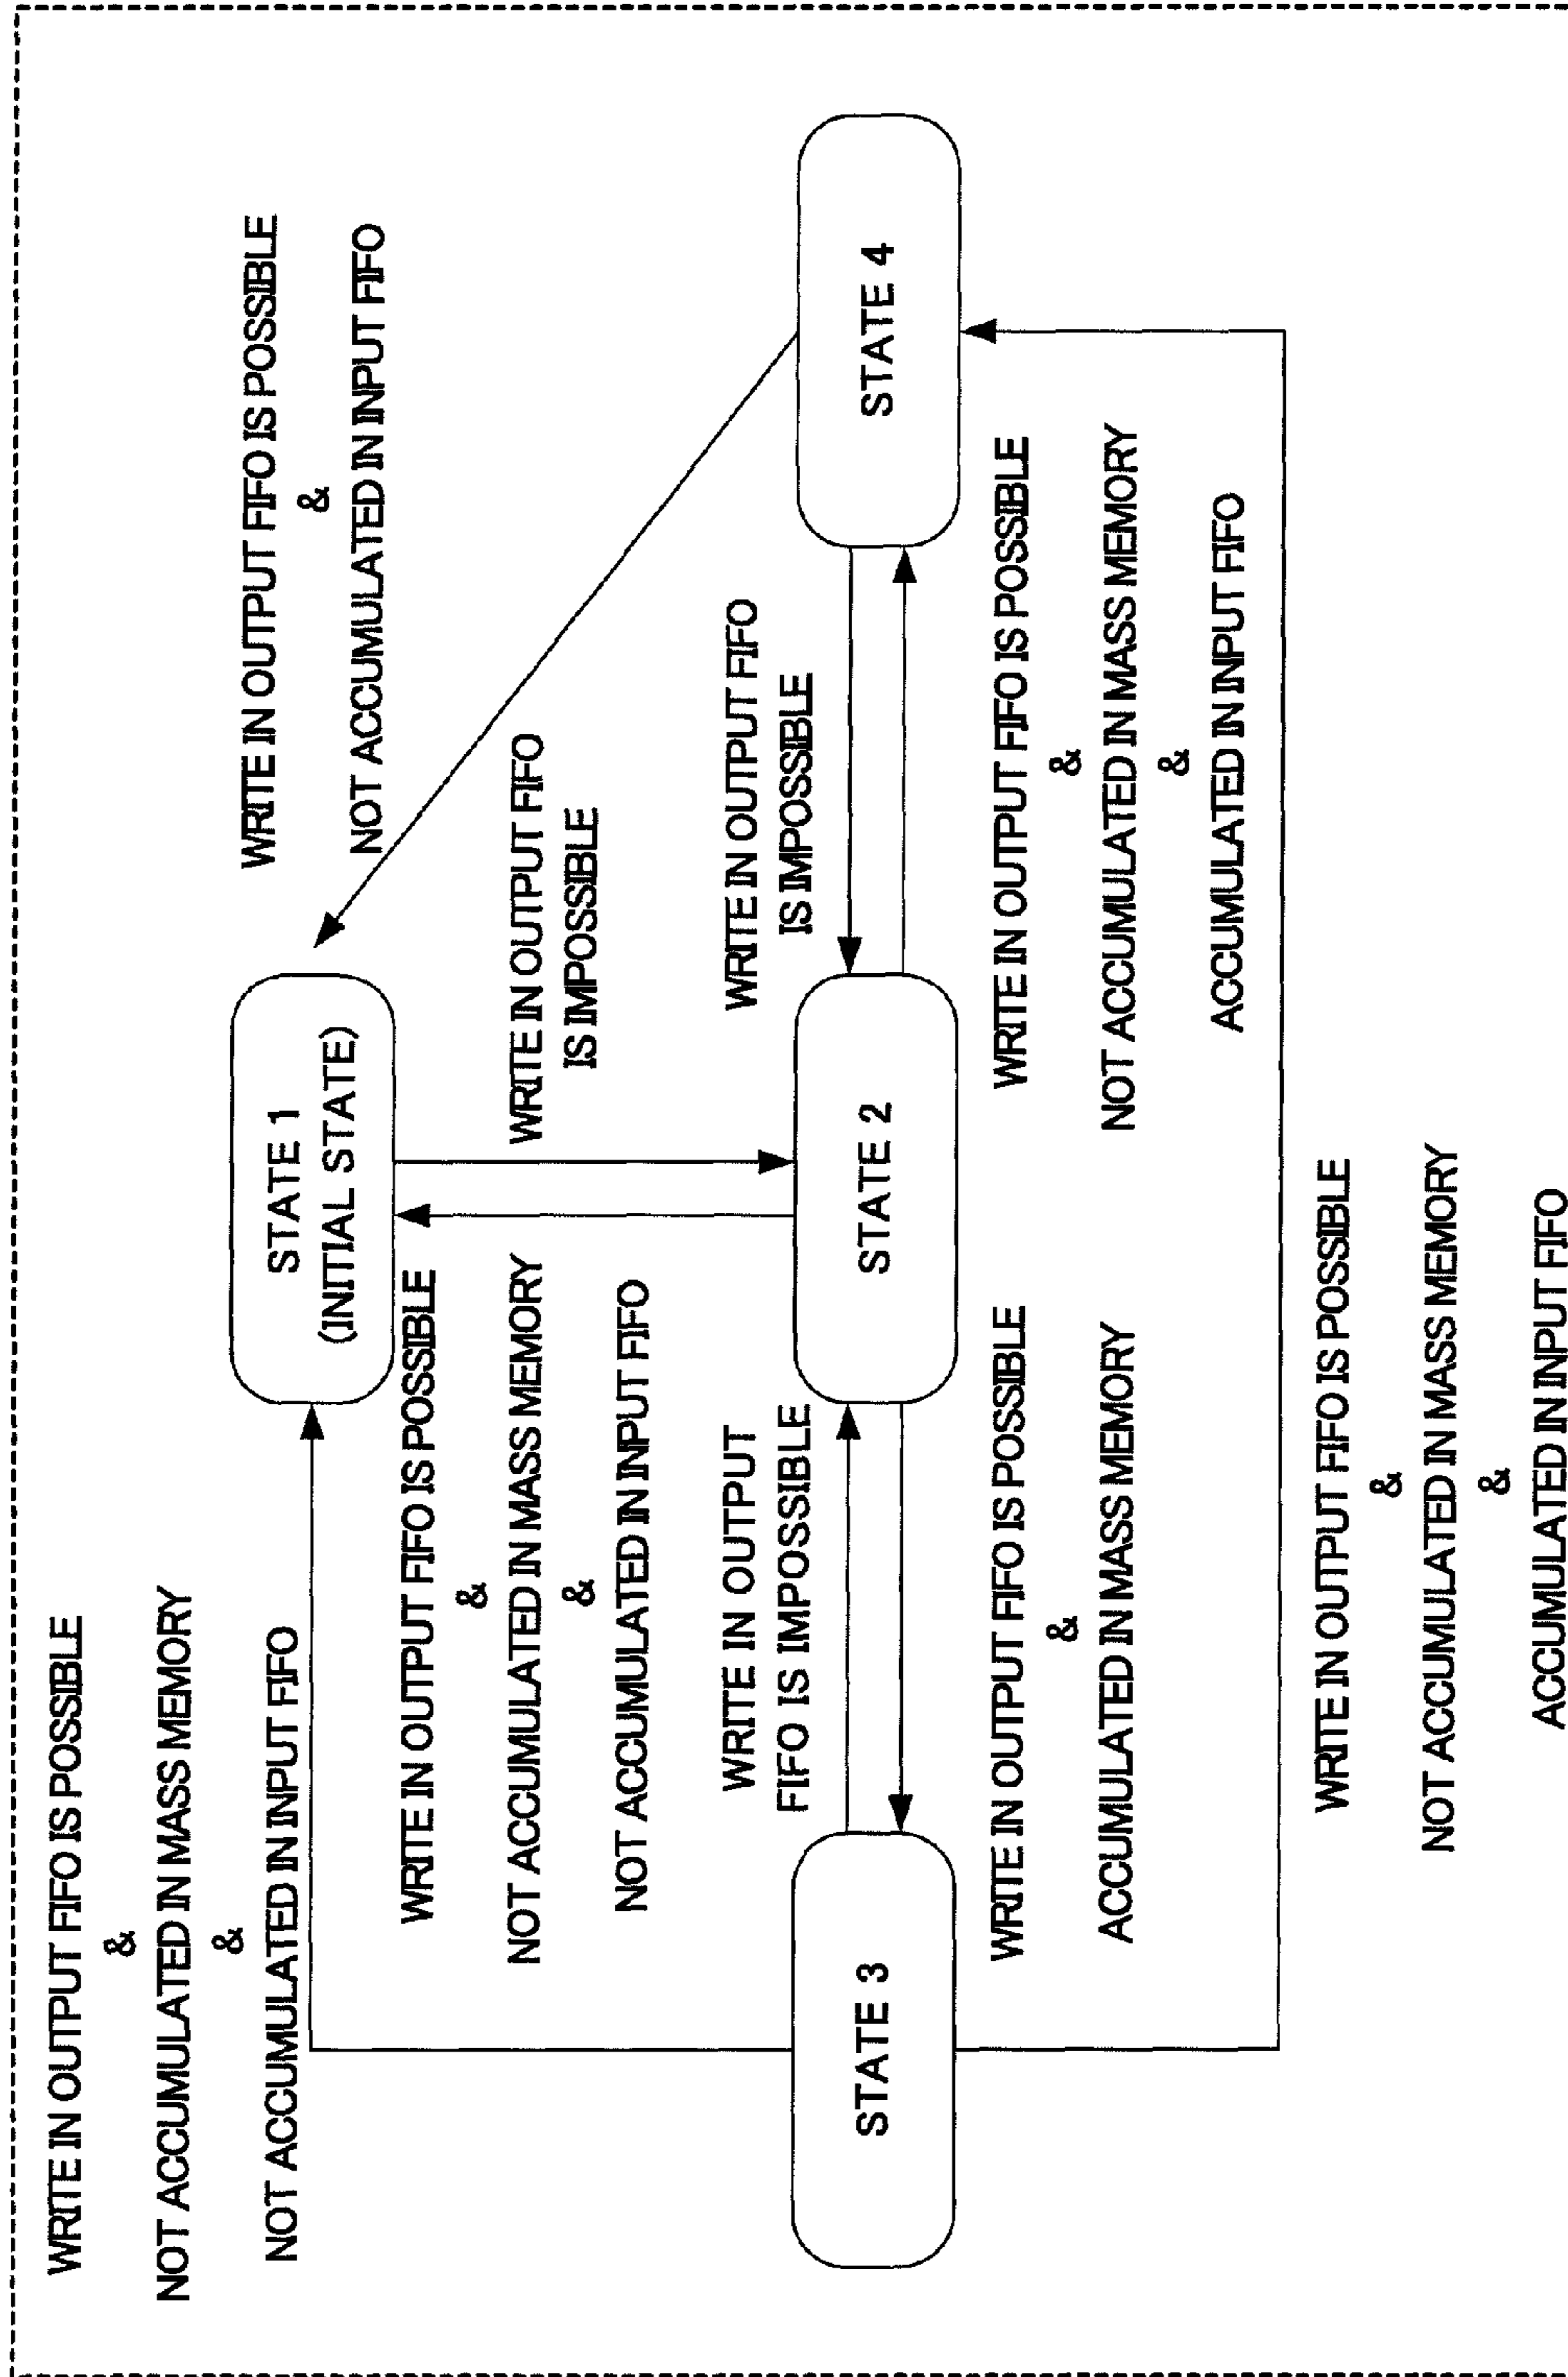 WRITE IN OUTPUT FIFO IS POSSIBLE
&
NOT ACCUMULATED IN MASS MEMORY
&
NOT ACCUMULATED IN INPUT FIFO
WRITE IN OUTPUT FIFO IS POSSIBLE
&
NOT ACCUMULATED IN INPUT FIFO
STATE 1
(INITIAL STATE)
WRITE IN OUTPUT FIFO IS POSSIBLE
&
NOT ACCUMULATED IN MASS MEMORY
&
NOT ACCUMULATED IN INPUT FIFO
WRITE IN OUTPUT FIFO
IS IMPOSSIBLE
WRITE IN OUTPUT
FIFO IS IMPOSSIBLE
WRITE IN OUTPUT FIFO
IS IMPOSSIBLE
STATE 3
STATE 2
STATE 4
WRITE IN OUTPUT FIFO IS POSSIBLE
&
ACCUMULATED IN MASS MEMORY
WRITE IN OUTPUT FIFO IS POSSIBLE
&
NOT ACCUMULATED IN MASS MEMORY
&
ACCUMULATED IN INPUT FIFO
WRITE IN OUTPUT FIFO IS POSSIBLE
&
NOT ACCUMULATED IN MASS MEMORY
&
ACCUMULATED IN INPUT FIFO